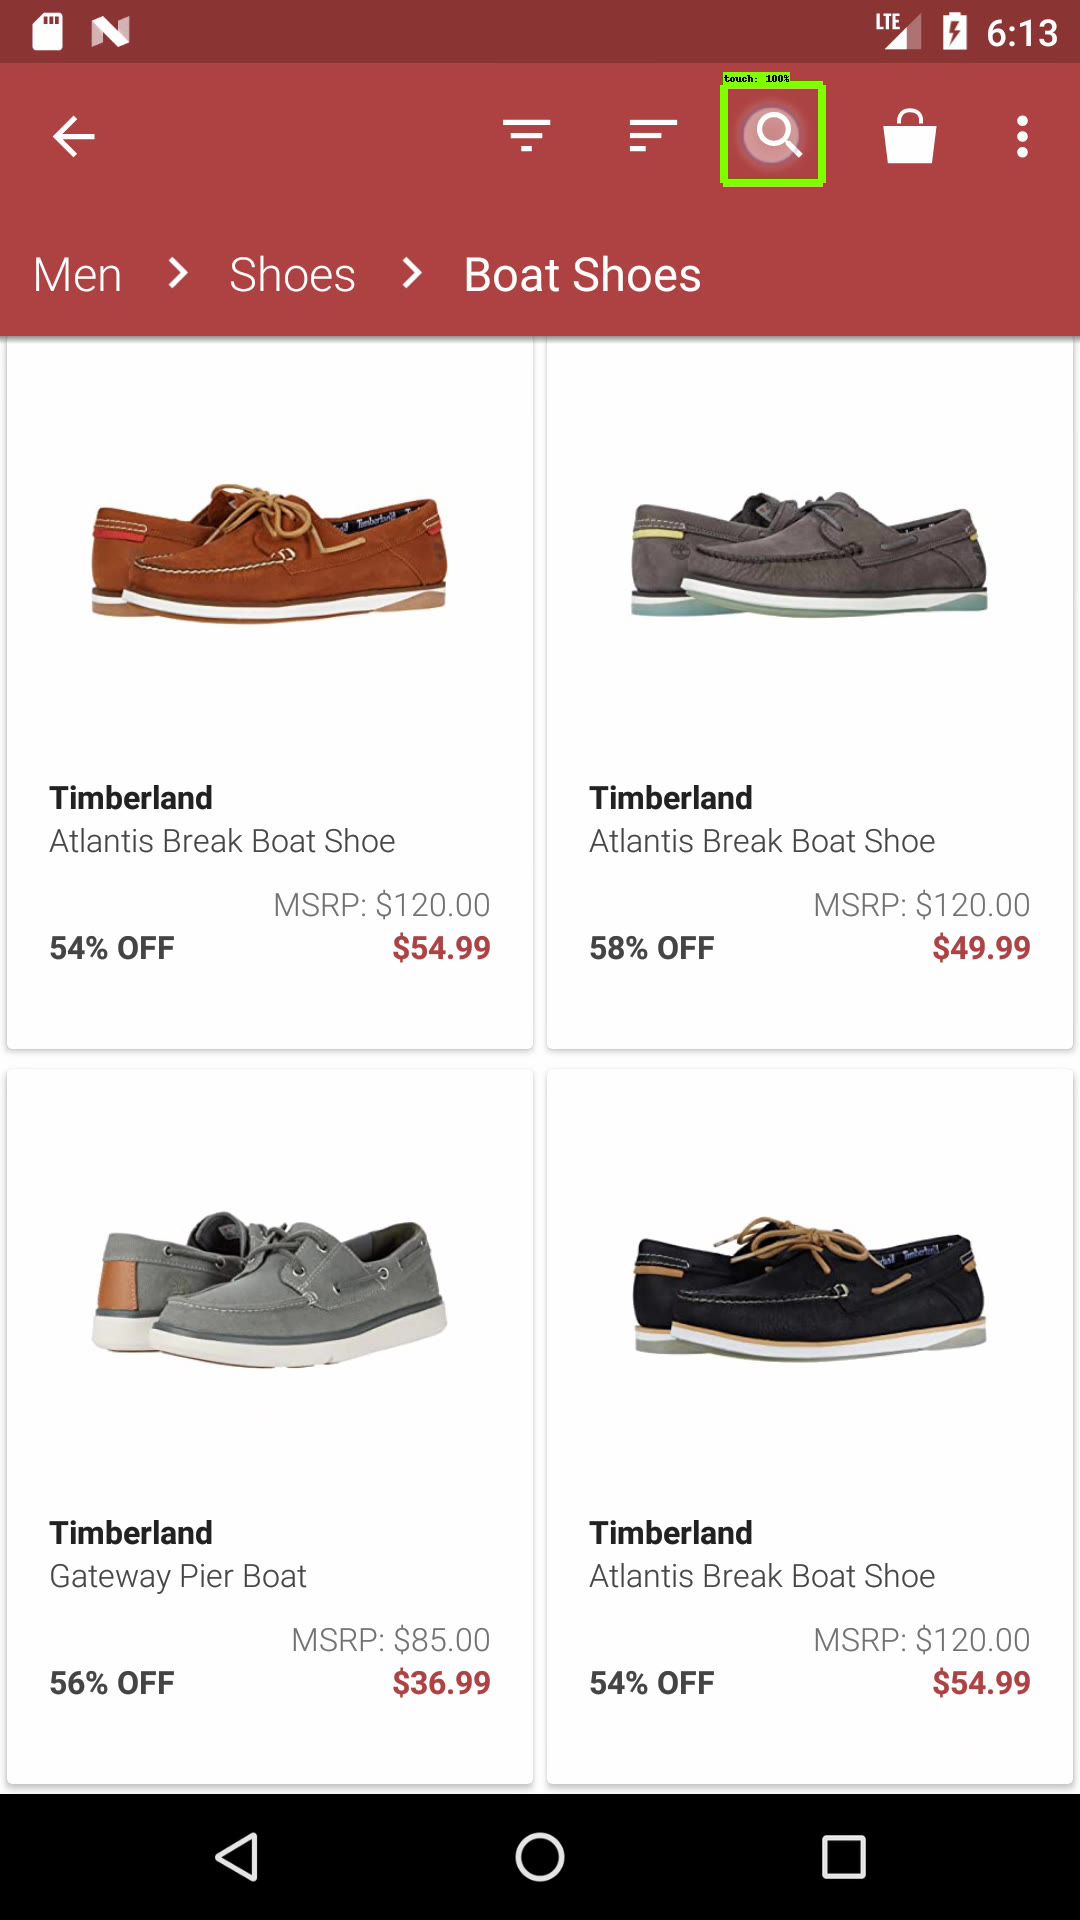 LTE 6:13
touch: 100%
Men Shoes Boat Shoes
Timberland
Atlantis Break Boat Shoe
MSRP: $120.00
54% OFF $54.99
Timberland
Atlantis Break Boat Shoe
MSRP: $120.00
58% OFF $49.99
Timberland
Gateway Pier Boat
MSRP: $85.00
56% OFF $36.99
Timberland
Atlantis Break Boat Shoe
MSRP: $120.00
54% OFF $54.99